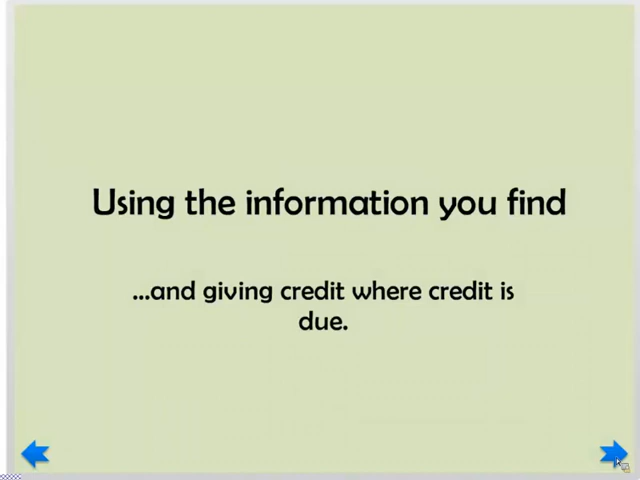 Using the information you find
...and giving credit where credit is
due.